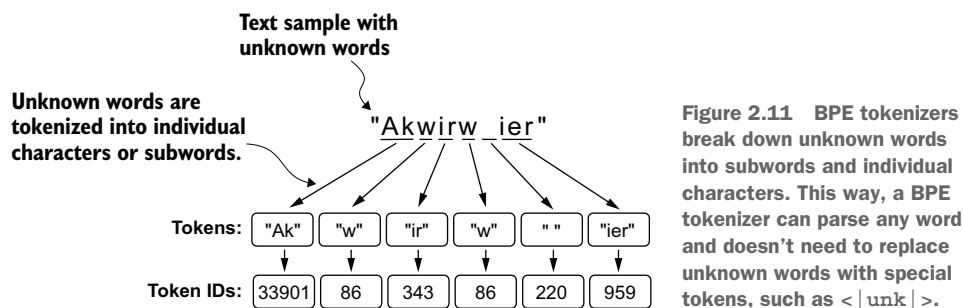 Text sample with
unknown words
Unknown words are
tokenized into individual
characters or subwords.
"Akwirw ier"
Tokens: "Ak" "w" "ir" "w" " " "ier"
Token IDs: 33901 86 343 86 220 959
Figure 2.11 BPE tokenizers
break down unknown words
into subwords and individual
characters. This way, a BPE
tokenizer can parse any word
and doesn’t need to replace
unknown words with special
tokens, such as <|unk|>.